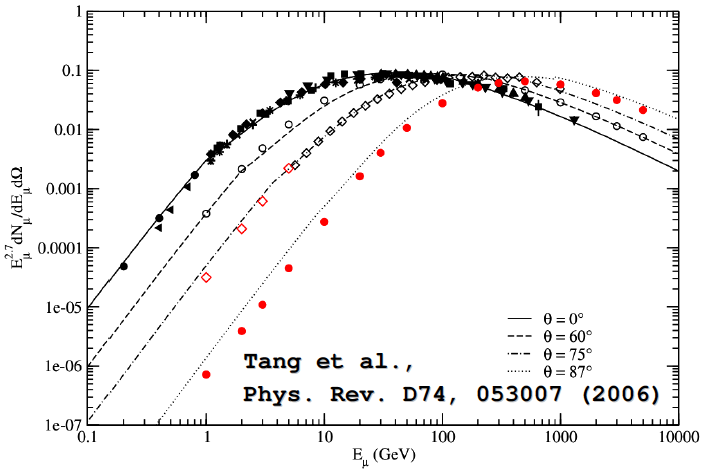 1
0.1
0.01
0.001
0.0001
1e-05
1e-06
1e-07
E_μ^2.7 dN_μ/dE_μdΩ
θ = 0°
θ = 60°
θ = 75°
θ = 87°
Tang et al.,
Phys. Rev. D74, 053007 (2006)
0.1 1 10 100 1000 10000
E_μ (GeV)